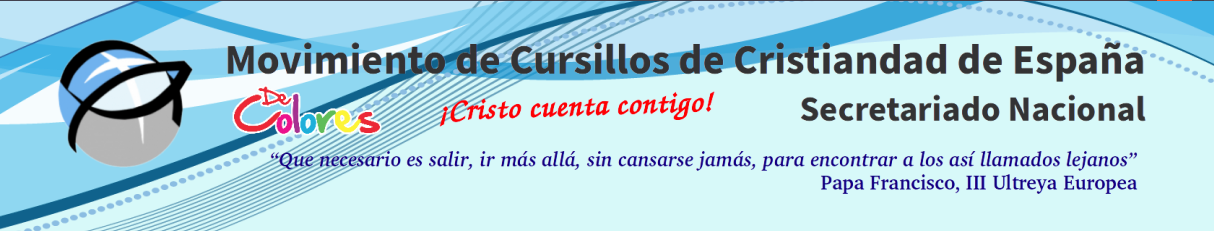 Movimiento de Cursillos de Cristiandad de España
De Colores
¡Cristo cuenta contigo!
Secretariado Nacional
“Que necesario es salir, ir más allá, sin cansarse jamás, para encontrar a los así llamados lejanos”
Papa Francisco, III Ultreya Europea